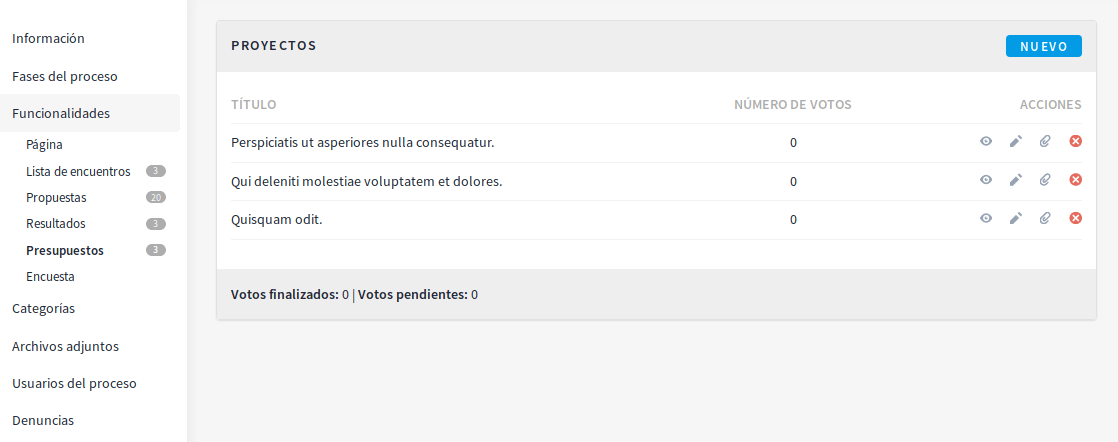 Información
Fases del proceso
Funcionalidades
Página
Lista de encuentros 3
Propuestas 20
Resultados 3
Presupuestos 3
Encuesta
Categorías
Archivos adjuntos
Usuarios del proceso
Denuncias
PROYECTOS NUEVO
TÍTULO NÚMERO DE VOTOS ACCIONES
Perspiciatis ut asperiores nulla consequatur. 0
Qui deleniti molestiae voluptatem et dolores. 0
Quisquam odit. 0
Votos finalizados: 0 | Votos pendientes: 0